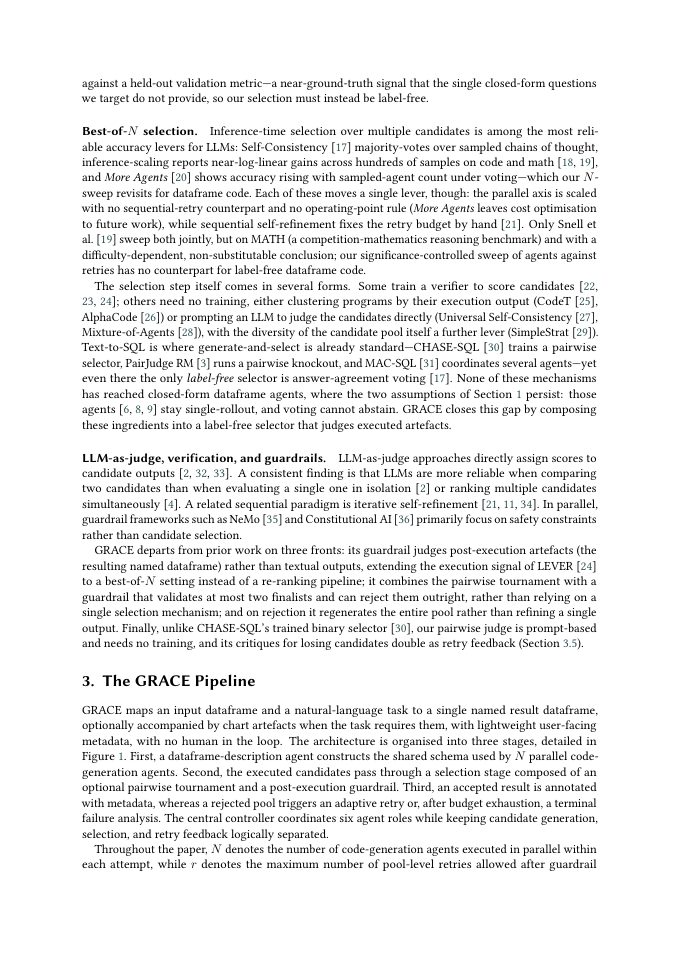 against a held-out validation metric—a near-ground-truth signal that the single closed-form questions
we target do not provide, so our selection must instead be label-free.
Best-of-N selection. Inference-time selection over multiple candidates is among the most reli-
able accuracy levers for LLMs: Self-Consistency [17] majority-votes over sampled chains of thought,
inference-scaling reports near-log-linear gains across hundreds of samples on code and math [18, 19],
and More Agents [20] shows accuracy rising with sampled-agent count under voting—which our N-
sweep revisits for dataframe code. Each of these moves a single lever, though: the parallel axis is scaled
with no sequential-retry counterpart and no operating-point rule (More Agents leaves cost optimisation
to future work), while sequential self-refinement fixes the retry budget by hand [21]. Only Snell et
al. [19] sweep both jointly, but on MATH (a competition-mathematics reasoning benchmark) and with a
difficulty-dependent, non-substitutable conclusion; our significance-controlled sweep of agents against
retries has no counterpart for label-free dataframe code.
The selection step itself comes in several forms. Some train a verifier to score candidates [22,
23, 24]; others need no training, either clustering programs by their execution output (CodeT [25],
AlphaCode [26]) or prompting an LLM to judge the candidates directly (Universal Self-Consistency [27],
Mixture-of-Agents [28]), with the diversity of the candidate pool itself a further lever (SimpleStrat [29]).
Text-to-SQL is where generate-and-select is already standard—CHASE-SQL [30] trains a pairwise
selector, PairJudge RM [3] runs a pairwise knockout, and MAC-SQL [31] coordinates several agents—yet
even there the only label-free selector is answer-agreement voting [17]. None of these mechanisms
has reached closed-form dataframe agents, where the two assumptions of Section 1 persist: those
agents [6, 8, 9] stay single-rollout, and voting cannot abstain. GRACE closes this gap by composing
these ingredients into a label-free selector that judges executed artefacts.
LLM-as-judge, verification, and guardrails. LLM-as-judge approaches directly assign scores to
candidate outputs [2, 32, 33]. A consistent finding is that LLMs are more reliable when comparing
two candidates than when evaluating a single one in isolation [2] or ranking multiple candidates
simultaneously [4]. A related sequential paradigm is iterative self-refinement [21, 11, 34]. In parallel,
guardrail frameworks such as NeMo [35] and Constitutional AI [36] primarily focus on safety constraints
rather than candidate selection.
GRACE departs from prior work on three fronts: its guardrail judges post-execution artefacts (the
resulting named dataframe) rather than textual outputs, extending the execution signal of LEVER [24]
to a best-of-N setting instead of a re-ranking pipeline; it combines the pairwise tournament with a
guardrail that validates at most two finalists and can reject them outright, rather than relying on a
single selection mechanism; and on rejection it regenerates the entire pool rather than refining a single
output. Finally, unlike CHASE-SQL's trained binary selector [30], our pairwise judge is prompt-based
and needs no training, and its critiques for losing candidates double as retry feedback (Section 3.5).
3. The GRACE Pipeline
GRACE maps an input dataframe and a natural-language task to a single named result dataframe,
optionally accompanied by chart artefacts when the task requires them, with lightweight user-facing
metadata, with no human in the loop. The architecture is organised into three stages, detailed in
Figure 1. First, a dataframe-description agent constructs the shared schema used by N parallel code-
generation agents. Second, the executed candidates pass through a selection stage composed of an
optional pairwise tournament and a post-execution guardrail. Third, an accepted result is annotated
with metadata, whereas a rejected pool triggers an adaptive retry or, after budget exhaustion, a terminal
failure analysis. The central controller coordinates six agent roles while keeping candidate generation,
selection, and retry feedback logically separated.
Throughout the paper, N denotes the number of code-generation agents executed in parallel within
each attempt, while r denotes the maximum number of pool-level retries allowed after guardrail